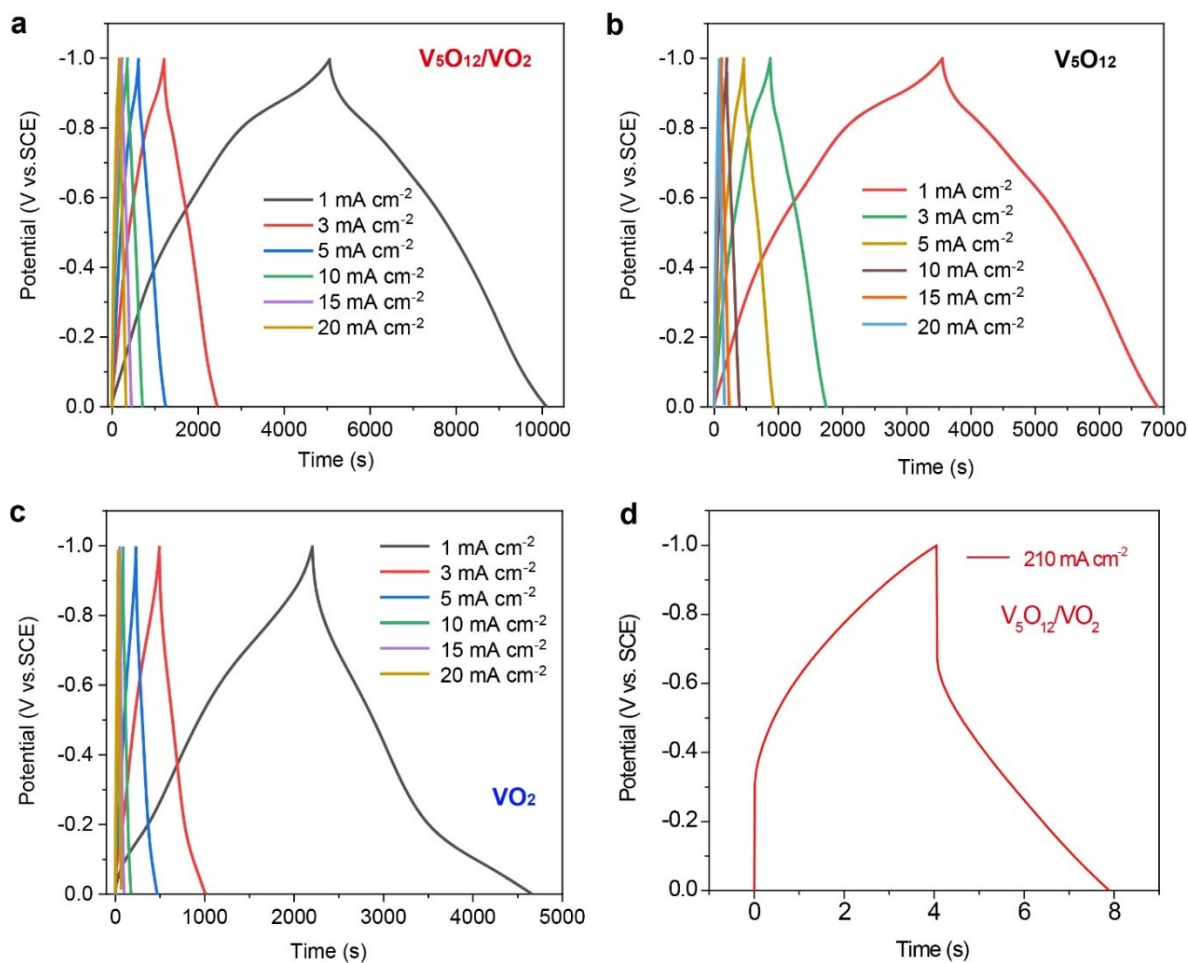 a
V₅O₁₂/VO₂
Potential (V vs.SCE)
-1.0
-0.8
-0.6
-0.4
-0.2
0.0
1 mA cm⁻²
3 mA cm⁻²
5 mA cm⁻²
10 mA cm⁻²
15 mA cm⁻²
20 mA cm⁻²
0 2000 4000 6000 8000 10000
Time (s)
b
V₅O₁₂
Potential (V vs.SCE)
-1.0
-0.8
-0.6
-0.4
-0.2
0.0
1 mA cm⁻²
3 mA cm⁻²
5 mA cm⁻²
10 mA cm⁻²
15 mA cm⁻²
20 mA cm⁻²
0 1000 2000 3000 4000 5000 6000 7000
Time (s)
c
Potential (V vs.SCE)
-1.0
-0.8
-0.6
-0.4
-0.2
0.0
1 mA cm⁻²
3 mA cm⁻²
5 mA cm⁻²
10 mA cm⁻²
15 mA cm⁻²
20 mA cm⁻²
VO₂
0 1000 2000 3000 4000 5000
Time (s)
d
Potential (V vs. SCE)
-1.0
-0.8
-0.6
-0.4
-0.2
0.0
210 mA cm⁻²
V₅O₁₂/VO₂
0 2 4 6 8
Time (s)